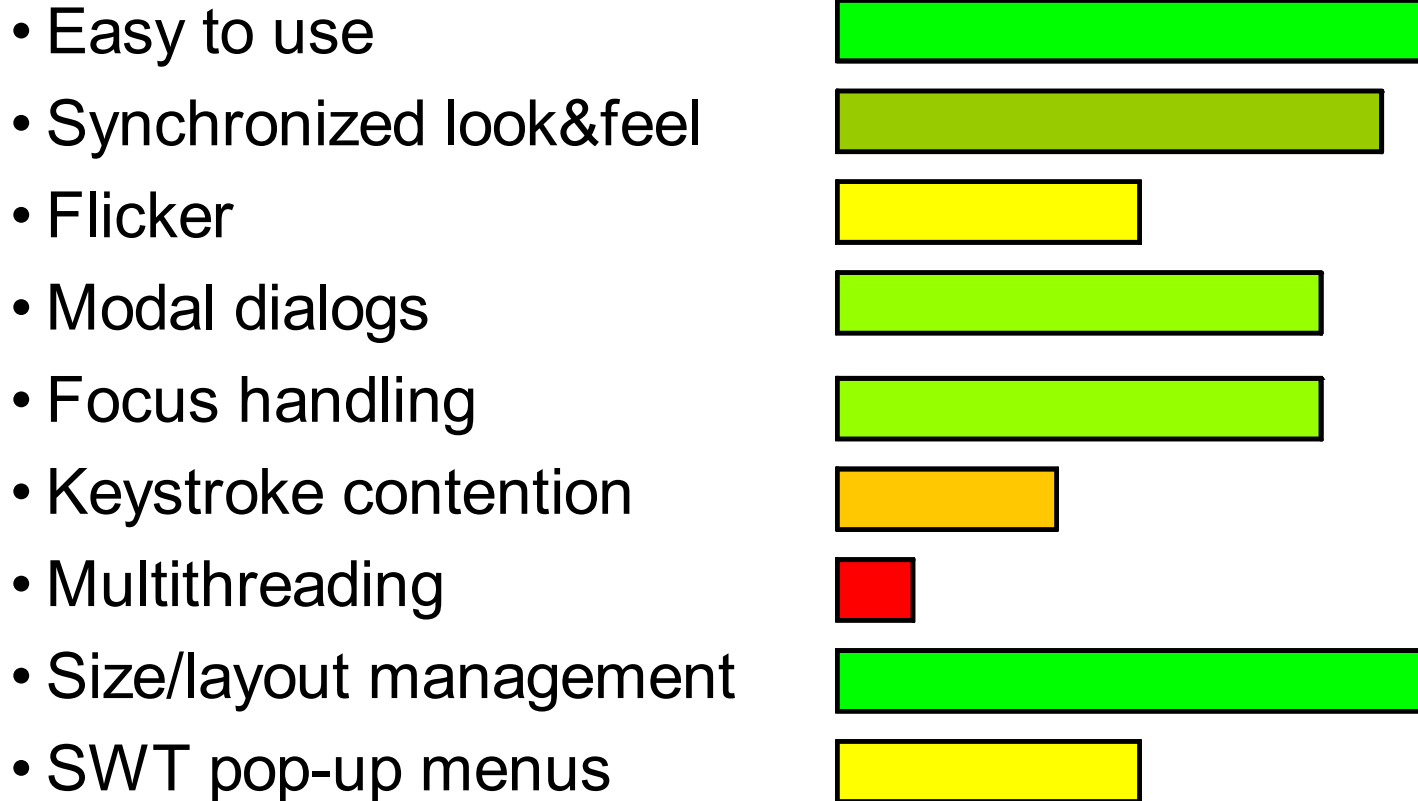 • Easy to use
• Synchronized look&feel
• Flicker
• Modal dialogs
• Focus handling
• Keystroke contention
• Multithreading
• Size/layout management
• SWT pop-up menus